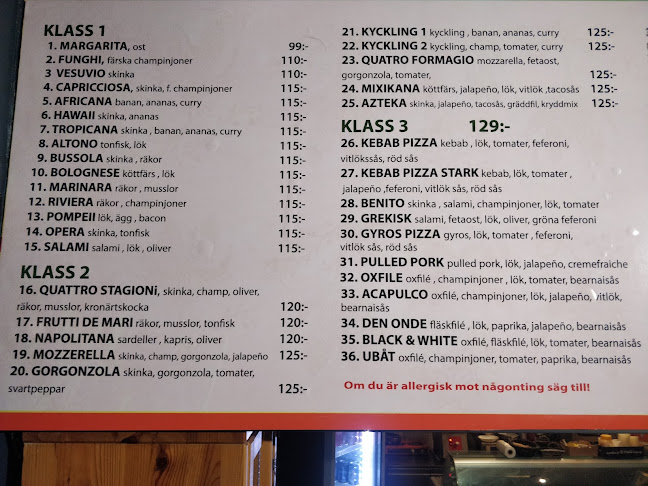 KLASS 1
1. MARGARITA, ost 99:-
2. FUNGHI, färska champinjoner 110:-
3 VESUVIO skinka 110:-
4. CAPRICCIOSA, skinka, f. champinjoner 115:-
5. AFRICANA banan, ananas, curry 115:-
6. HAWAII skinka, ananas 115:-
7. TROPICANA skinka , banan, ananas, curry 115:-
8. ALTONO tonfisk, lök 115:-
9. BUSSOLA skinka , räkor 115:-
10. BOLOGNESE köttfärs , lök 115:-
11. MARINARA räkor , musslor 115:-
12. RIVIERA räkor , champinjoner 115:-
13. POMPEII lök, ägg , bacon 115:-
14. OPERA skinka, tonfisk 115:-
15. SALAMI salami , lök , oliver 115:-
KLASS 2
16. QUATTRO STAGIONI, skinka, champ, oliver,
räkor, musslor, kronärtskocka 120:-
17. FRUTTI DE MARI räkor, musslor, tonfisk 120:-
18. NAPOLITANA sardeller , kapris, oliver 120:-
19. MOZZERELLA skinka, champ, gorgonzola, jalapeño 125:-
20. GORGONZOLA skinka, gorgonzola, tomater,
svartpeppar 125:-
21. KYCKLING 1 kyckling , banan, ananas, curry 125:-
22. KYCKLING 2 kyckling, champ, tomater, curry 125:-
23. QUATRO FORMAGIO mozzarella, fetaost,
gorgonzola, tomater, 125:-
24. MIXIKANA köttfärs, jalapeño, lök, vitlök ,tacosås 125:-
25. AZTEKA skinka, jalapeño, tacosås, gräddfil, kryddmix 125:-
KLASS 3 129:-
26. KEBAB PIZZA kebab , lök, tomater, feferoni,
vitlökssås, röd sås
27. KEBAB PIZZA STARK kebab, lök, tomater ,
jalapeño ,feferoni, vitlök sås, röd sås
28. BENITO skinka , salami, champinjoner, lök, tomater
29. GREKISK salami, fetaost, lök, oliver, gröna feferoni
30. GYROS PIZZA gyros, lök, tomater , feferoni,
vitlök sås, röd sås
31. PULLED PORK pulled pork, lök, jalapeño, cremefraiche
32. OXFILE oxfilé , champinjoner , lök, tomater, bearnaisås
33. ACAPULCO oxfilé, champinjoner, lök, jalapeño, vitlök,
bearnaisås
34. DEN ONDE fläskfilé , lök, paprika, jalapeño, bearnaisås
35. BLACK & WHITE oxfilé, fläskfilé, lök, tomater, bearnaisås
36. UBÅT oxfilé, champinjoner, tomater, paprika, bearnaisås
Om du är allergisk mot någonting säg till!